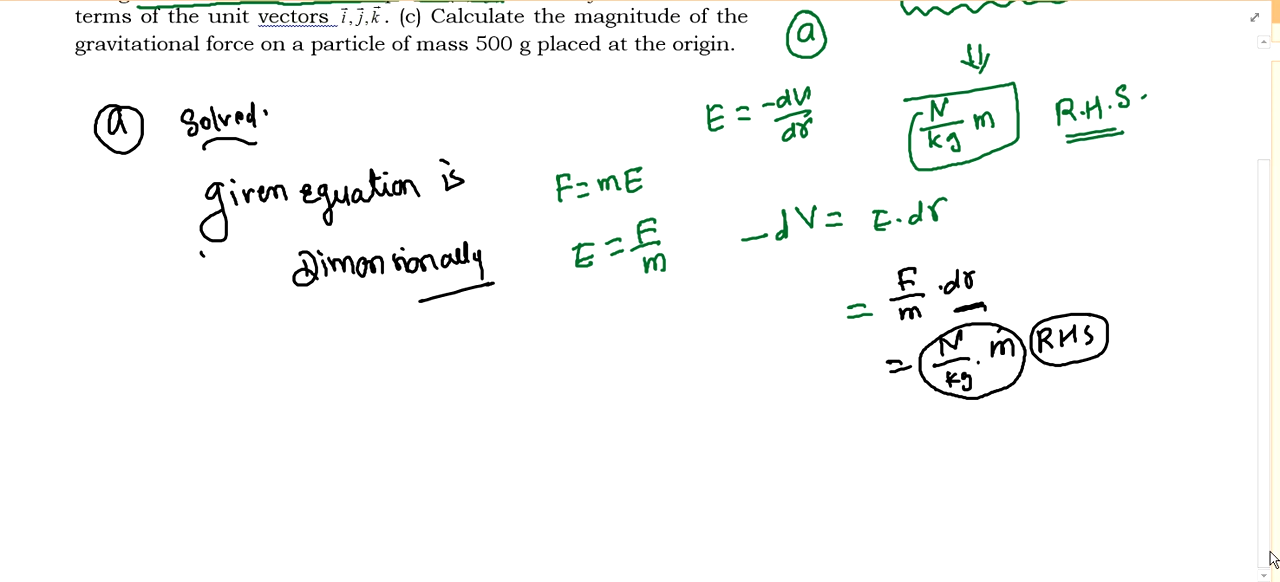 terms of the unit vectors i⃗, j⃗, k⃗. (c) Calculate the magnitude of the
gravitational force on a particle of mass 500 g placed at the origin.
(a)
E = -dV/dr
N/kg m R.H.S.
(a) Solved.
given equation is
Dimensionally
F = mE
E = F/m
-dV = E.dr
= F/m .dr
= N/kg . m RHS